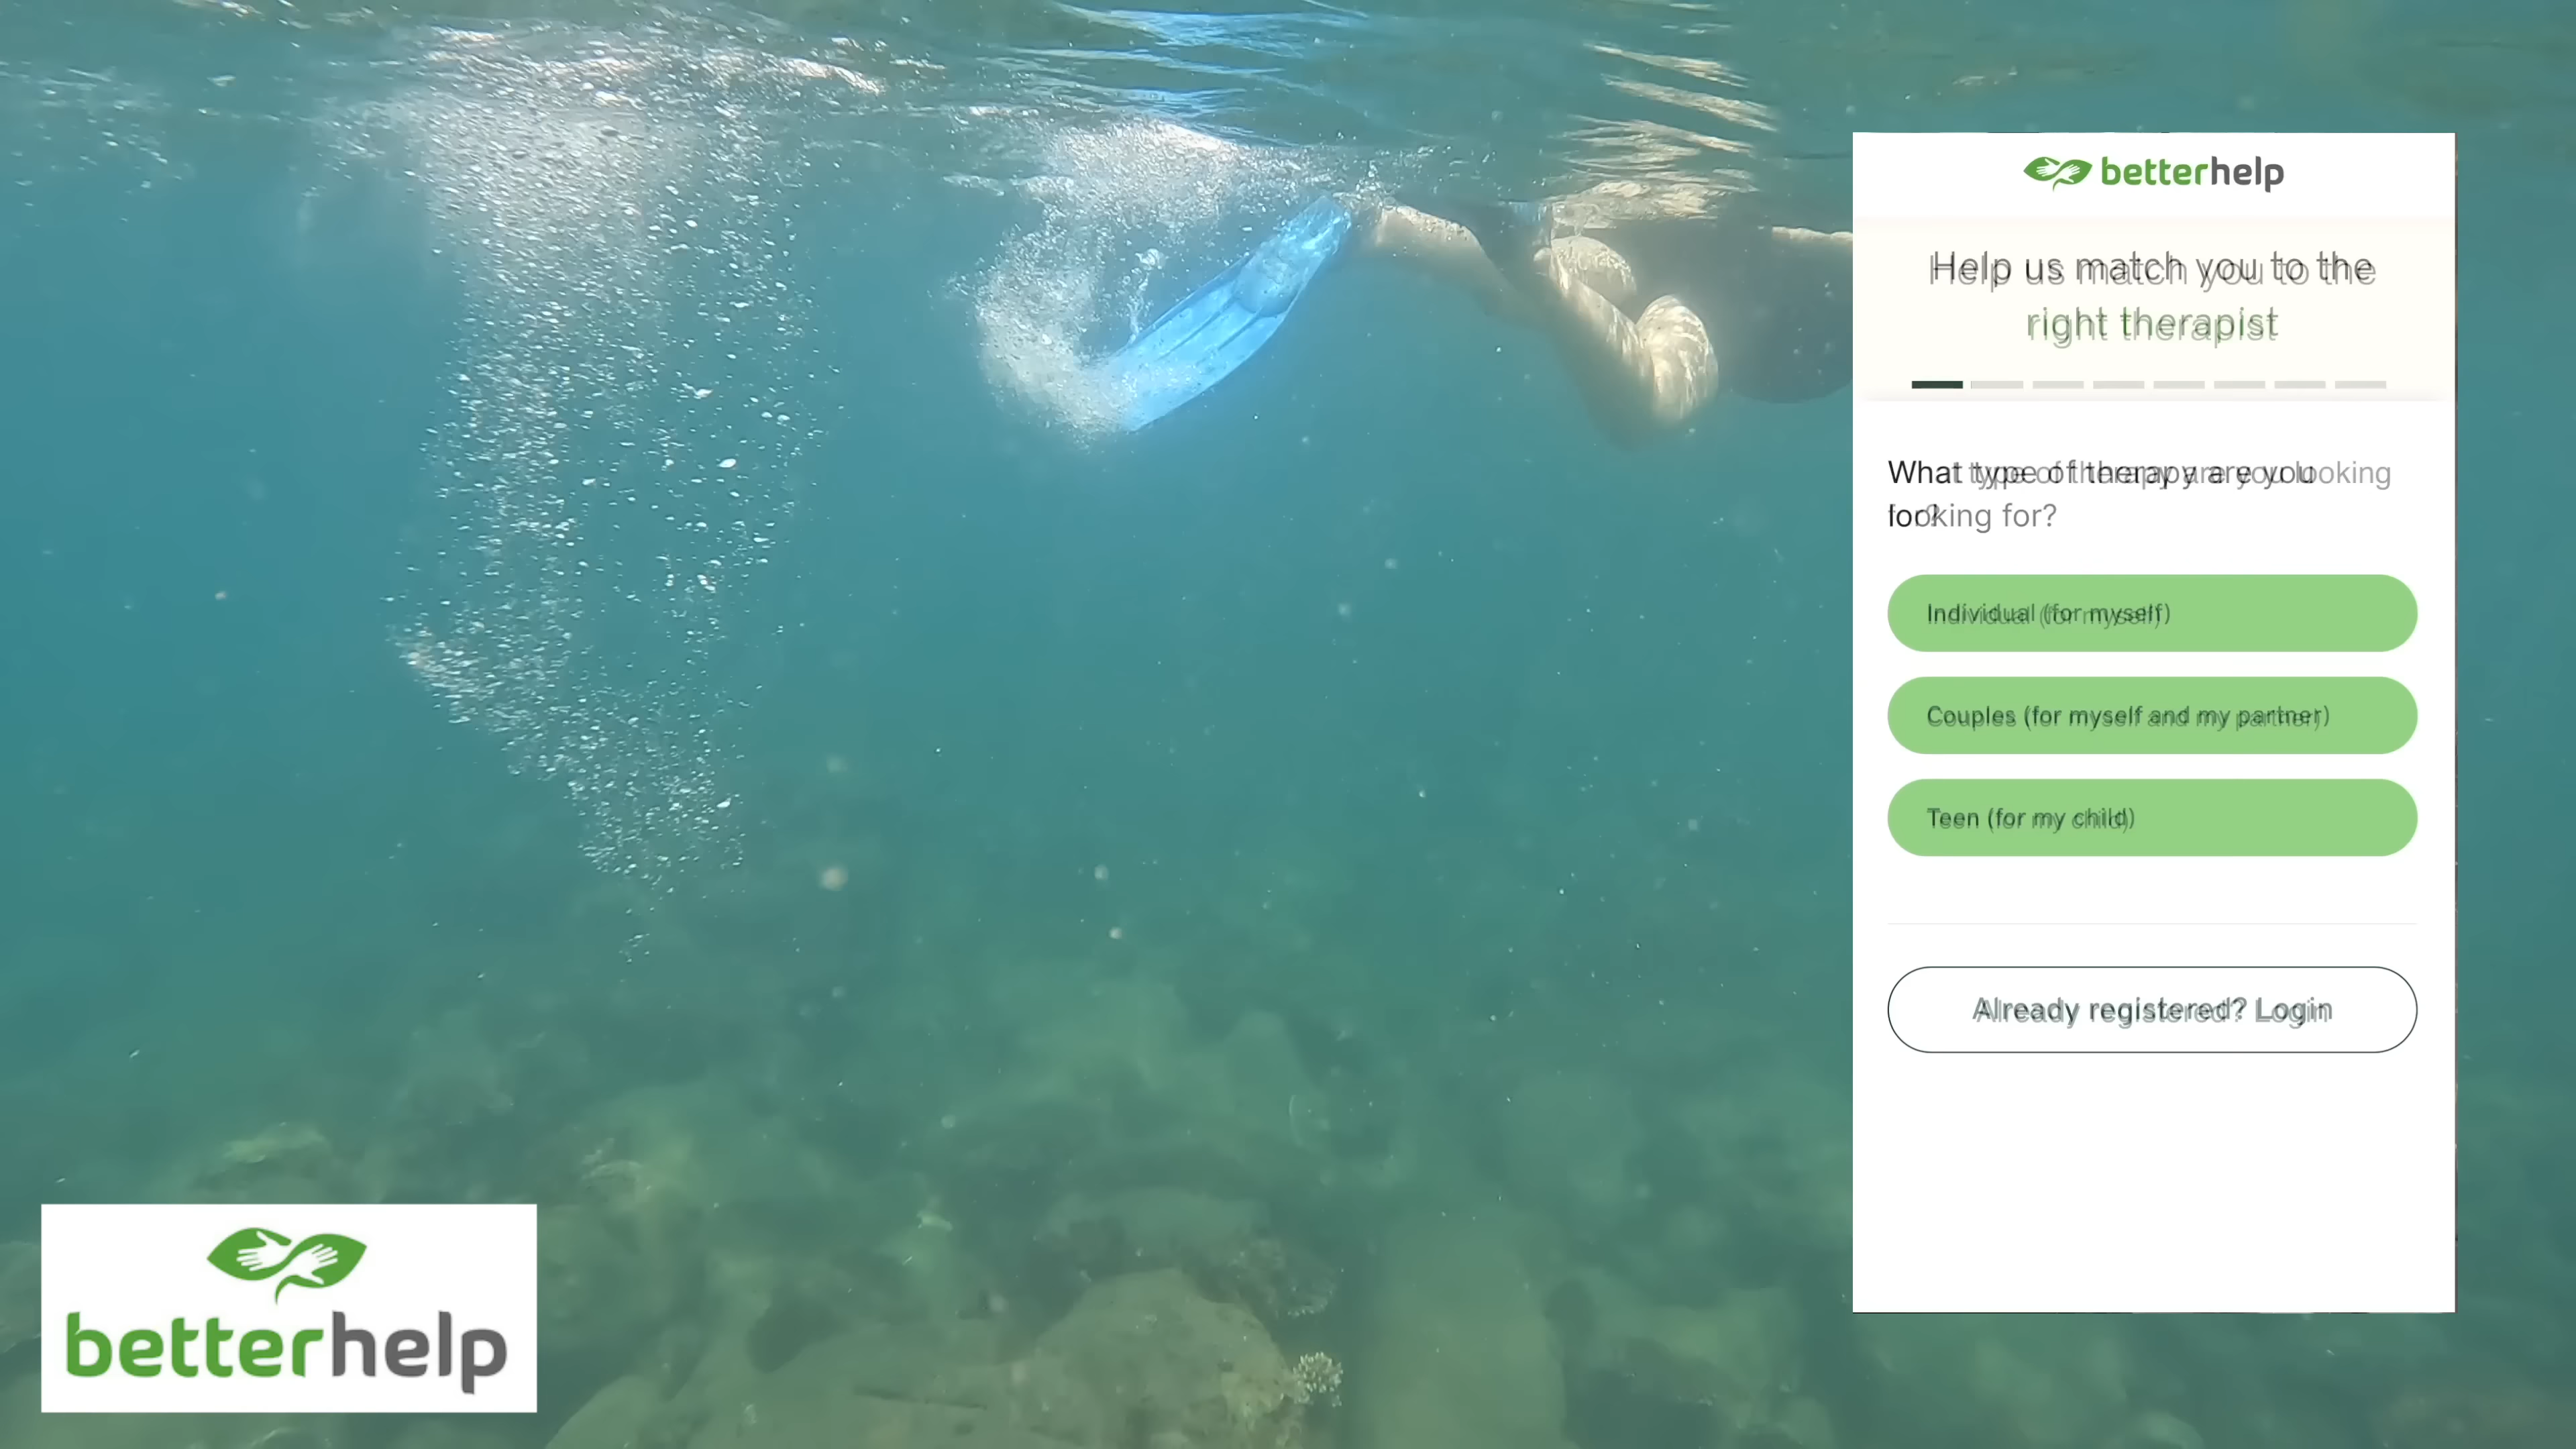 betterhelp
Help us match you to the
right therapist
What type of therapy are you looking
for?
Individual (for myself)
Couples (for myself and my partner)
Teen (for my child)
Already registered? Login
betterhelp